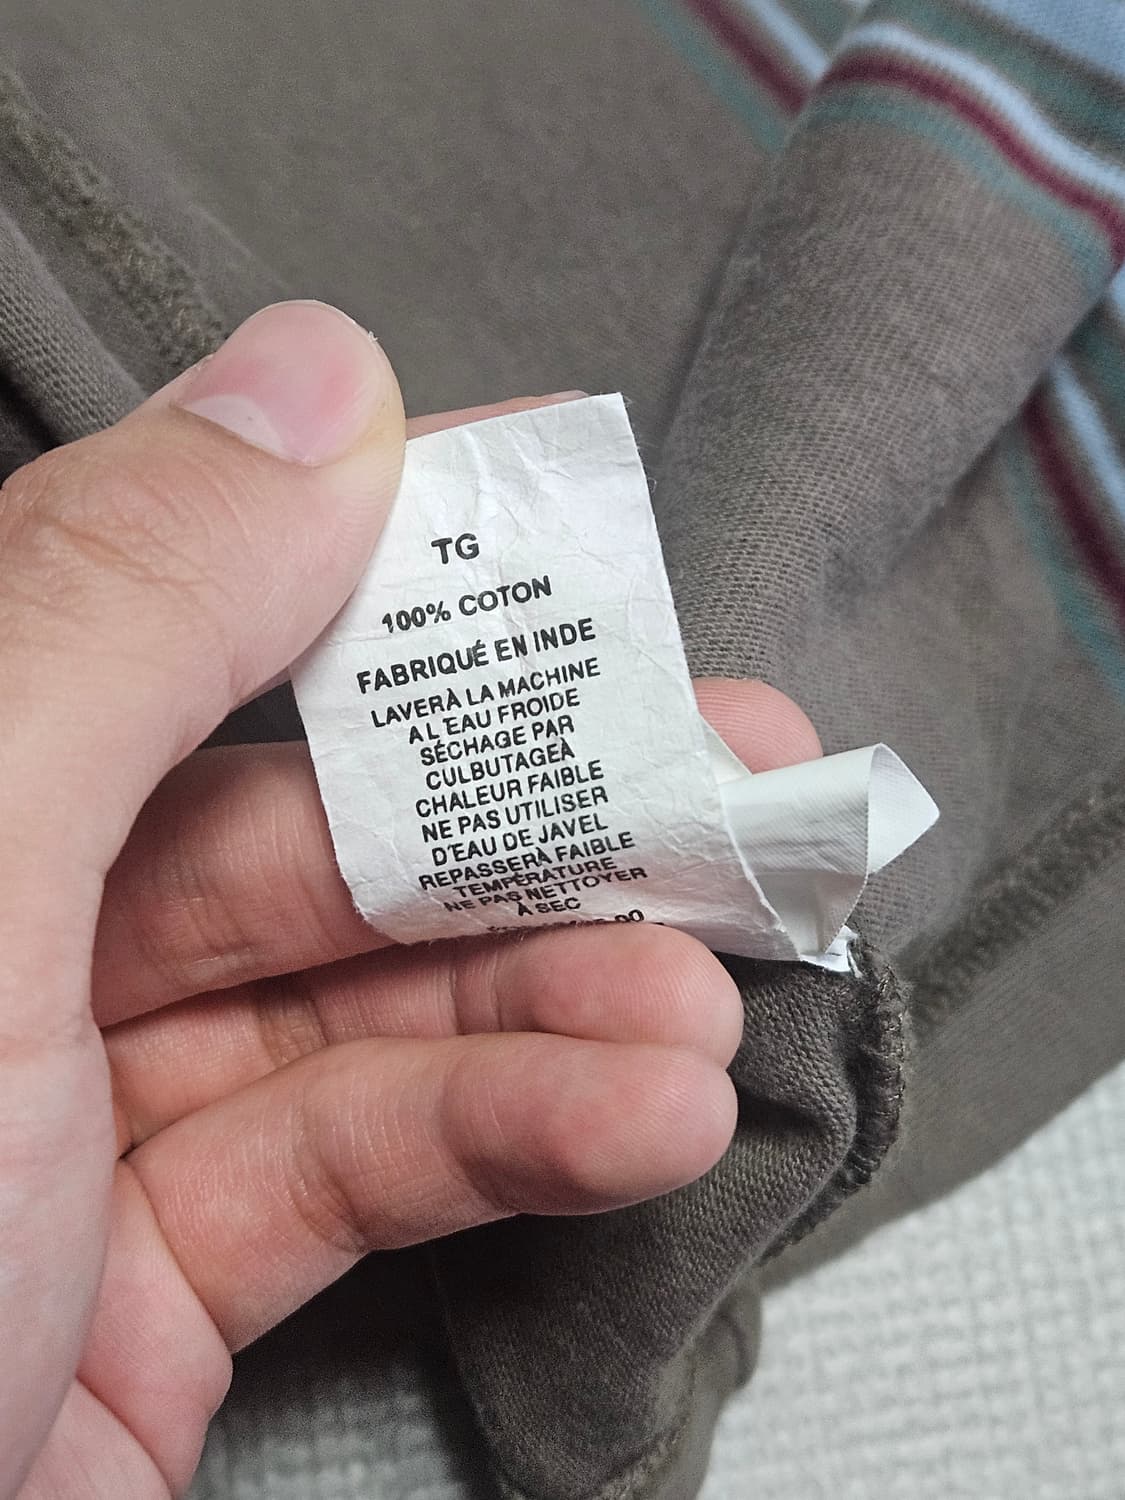 TG
100% COTON
FABRIQUÉ EN INDE
LAVERÀ LA MACHINE
A L'EAU FROIDE
SÉCHAGE PAR
CULBUTAGEÀ
CHALEUR FAIBLE
NE PAS UTILISER
D'EAU DE JAVEL
REPASSERÀ FAIBLE
TEMPÉRATURE
NE PAS NETTOYER
À SEC